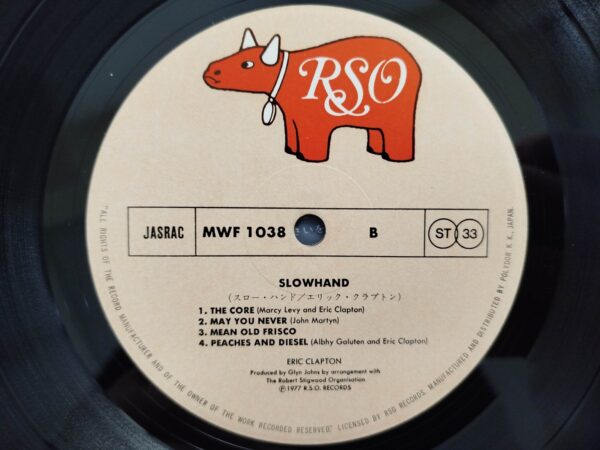 RSO
JASRAC
MWF 1038
B
ST 33
SLOWHAND
(スロー・ハンド/エリック・クラプトン)
1. THE CORE (Marcy Levy and Eric Clapton)
2. MAY YOU NEVER (John Martyn)
3. MEAN OLD FRISCO
4. PEACHES AND DIESEL (Albhy Galuten and Eric Clapton)
ERIC CLAPTON
Produced by Glyn Johns by arrangement with
The Robert Stigwood Organisation
Ⓟ1977 R.S.O. RECORDS
"ALL RIGHTS OF THE RECORD MANUFACTURER AND OF THE OWNER OF THE WORK RECORDED RESERVED." LICENSED BY RSO RECORDS. MANUFACTURED AND DISTRIBUTED BY POLYDOR K. K., JAPAN.